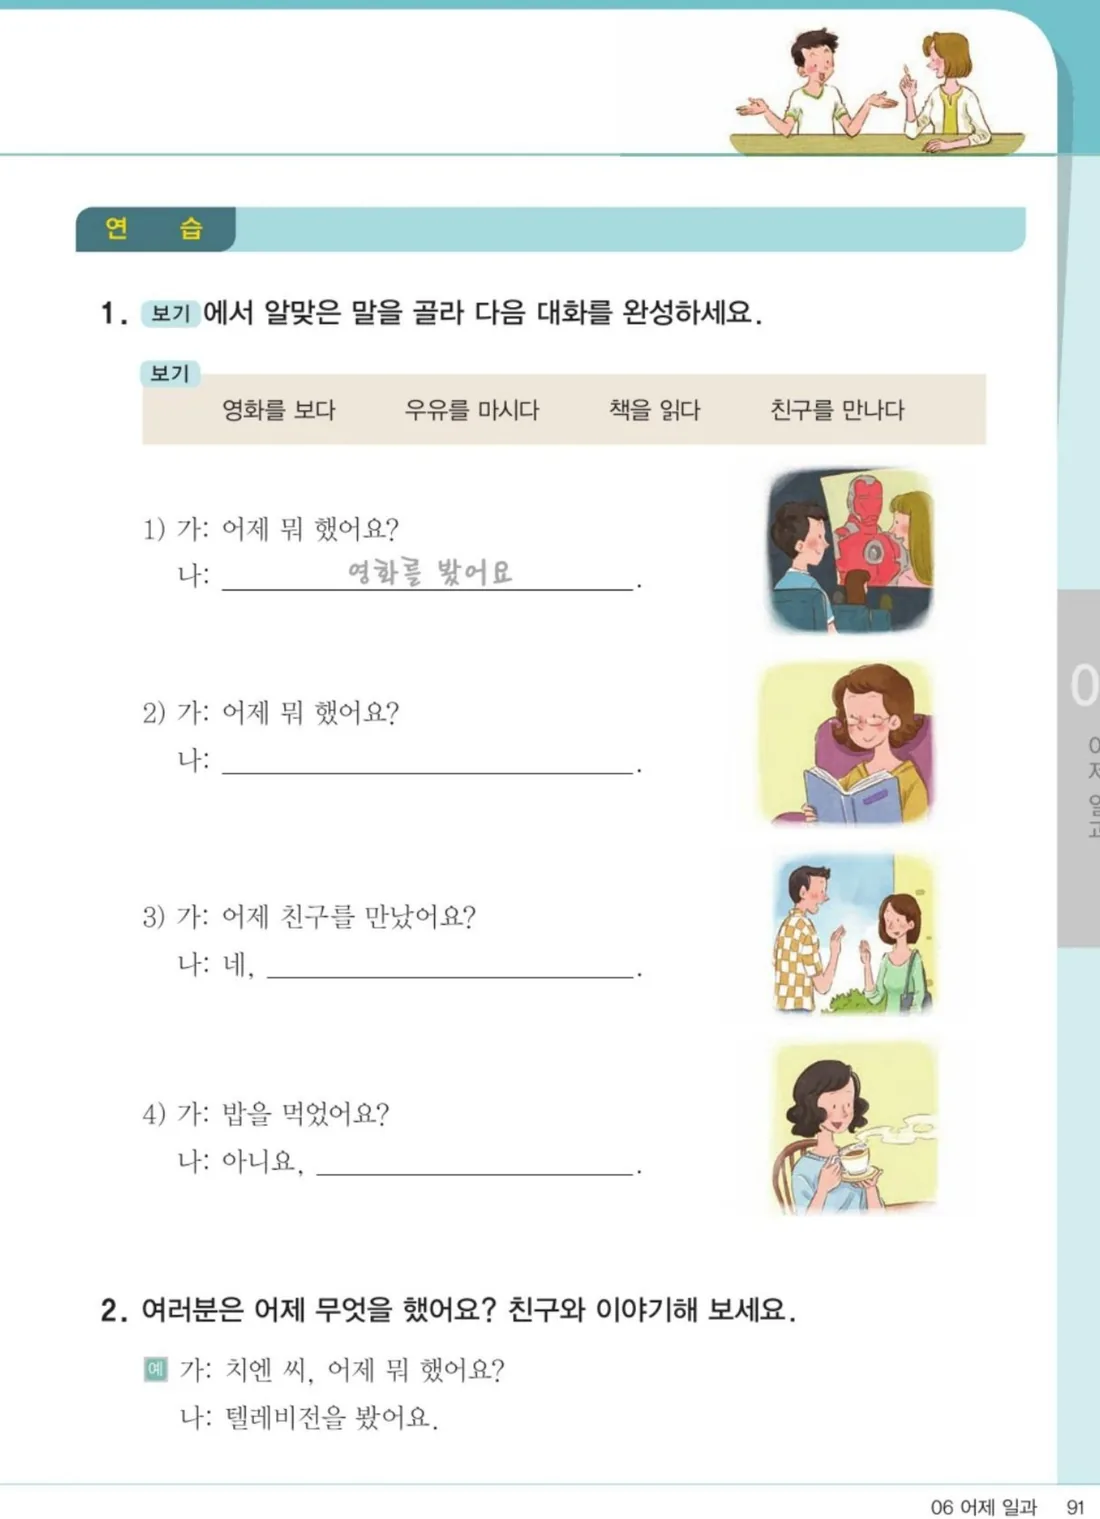 연 습
1. 보기 에서 알맞은 말을 골라 다음 대화를 완성하세요.
보기
영화를 보다 우유를 마시다 책을 읽다 친구를 만나다
1) 가: 어제 뭐 했어요?
나: 영화를 봤어요.
2) 가: 어제 뭐 했어요?
나: .
3) 가: 어제 친구를 만났어요?
나: 네, .
4) 가: 밥을 먹었어요?
나: 아니요, .
2. 여러분은 어제 무엇을 했어요? 친구와 이야기해 보세요.
예 가: 치엔 씨, 어제 뭐 했어요?
나: 텔레비전을 봤어요.
0
어제 일과
06 어제 일과 91